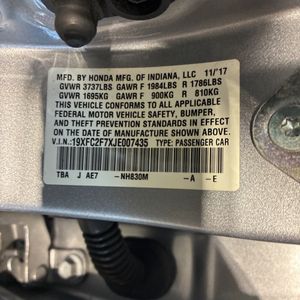 MFD. BY HONDA MFG. OF INDIANA, LLC 11/'17
GVWR 3737LBS GAWR F 1984LBS R 1786LBS
GVWR 1695KG GAWR F 900KG R 810KG
THIS VEHICLE CONFORMS TO ALL APPLICABLE
FEDERAL MOTOR VEHICLE SAFETY, BUMPER,
AND THEFT PREVENTION STANDARDS IN EFFECT
ON THE DATE OF MANUFACTURE SHOWN ABOVE.
V.I.N.: 19XFC2F7XJE007435 TYPE: PASSENGER CAR
TBA J AE7 -NH830M -A -E